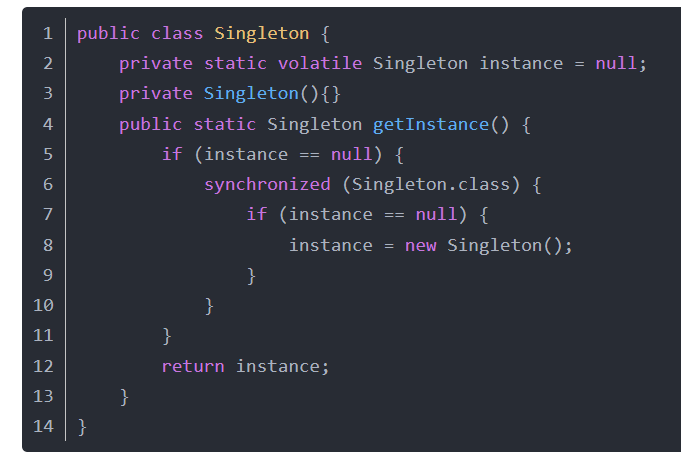 1 public class Singleton {
2     private static volatile Singleton instance = null;
3     private Singleton(){}
4     public static Singleton getInstance() {
5         if (instance == null) {
6             synchronized (Singleton.class) {
7                 if (instance == null) {
8                     instance = new Singleton();
9                 }
10             }
11         }
12         return instance;
13     }
14 }